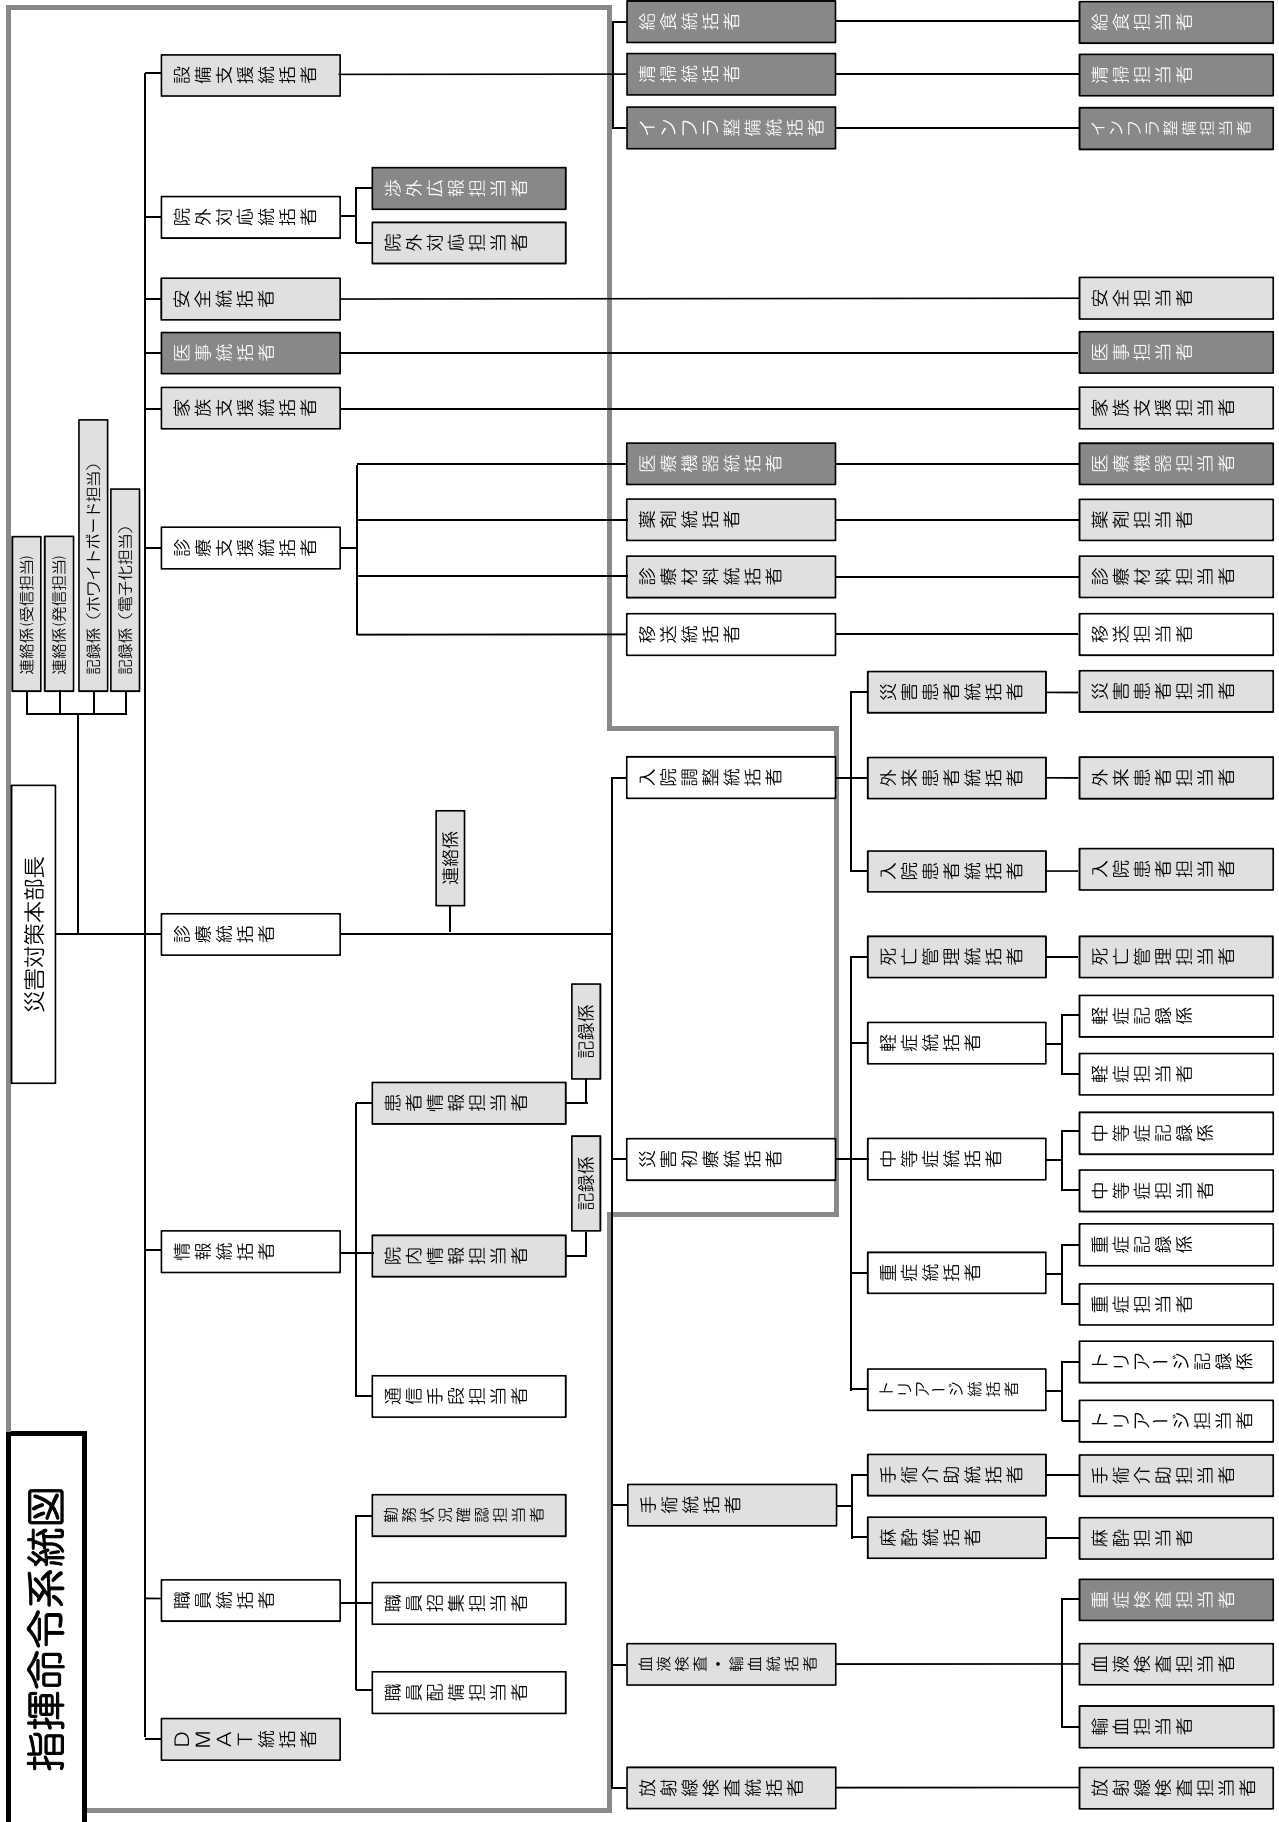 指揮命令系統図
災害対策本部長
連絡係(受信担当)
連絡係(発信担当)
記録係（ホワイトボード担当）
記録係（電子化担当）
DMAT統括者
職員統括者
情報統括者
診療統括者
診療支援統括者
家族支援統括者
医事統括者
安全統括者
院外対応統括者
設備支援統括者
職員配備担当者
職員招集担当者
勤務状況確認担当者
通信手段担当者
院内情報担当者
患者情報担当者
連絡係
院外対応担当者
渉外広報担当者
記録係
記録係
放射線検査統括者
血液検査・輸血統括者
手術統括者
災害初療統括者
入院調整統括者
移送統括者
診療材料統括者
薬剤統括者
医療機器統括者
インフラ整備統括者
清掃統括者
給食統括者
麻酔統括者
手術介助統括者
トリアージ統括者
重症統括者
中等症統括者
軽症統括者
死亡管理統括者
入院患者統括者
外来患者統括者
災害患者統括者
放射線検査担当者
輸血担当者
血液検査担当者
重症検査担当者
麻酔担当者
手術介助担当者
トリアージ担当者
トリアージ記録係
重症担当者
重症記録係
中等症担当者
中等症記録係
軽症担当者
軽症記録係
死亡管理担当者
入院患者担当者
外来患者担当者
災害患者担当者
移送担当者
診療材料担当者
薬剤担当者
医療機器担当者
家族支援担当者
医事担当者
安全担当者
インフラ整備担当者
清掃担当者
給食担当者